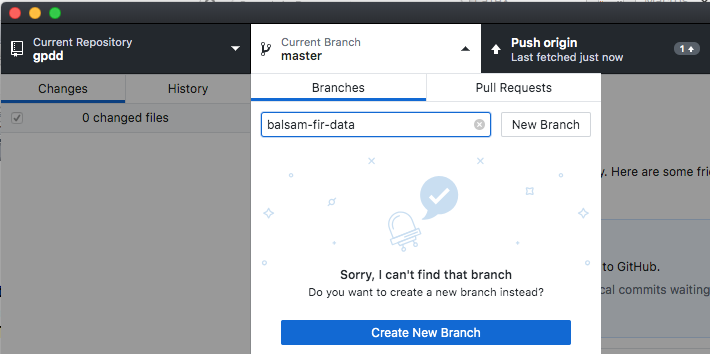 Current Repository
gpdd
Current Branch
master
Push origin
Last fetched just now
1
Changes
History
Branches
Pull Requests
0 changed files
balsam-fir-data
New Branch
Here are some
to GitHub.
commits waiting
Sorry, I can't find that branch
Do you want to create a new branch instead?
Create New Branch